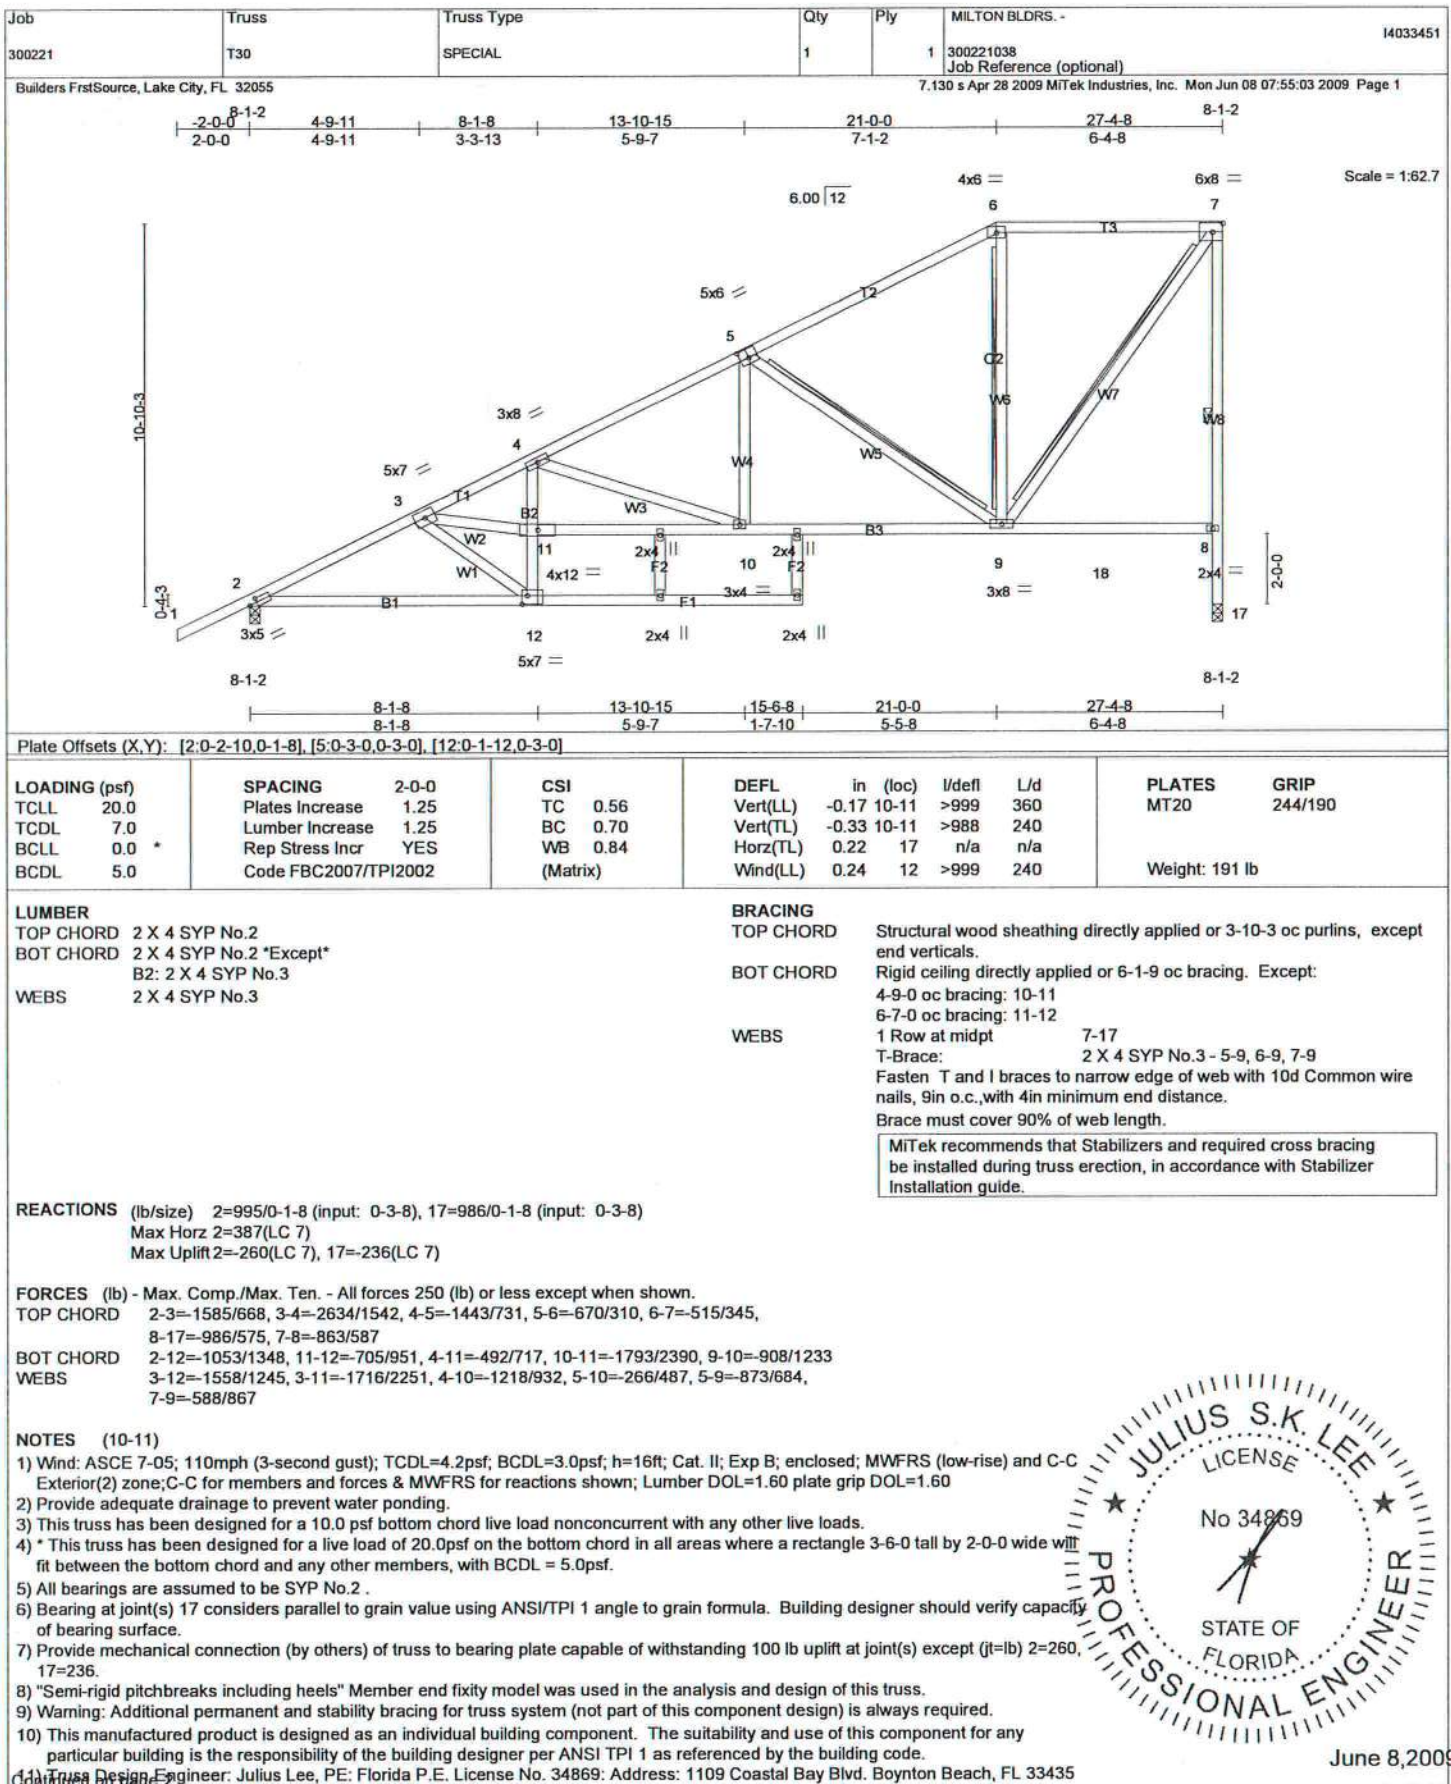 Job Truss Truss Type Qty Ply MILTON BLDRS. -
I4033451
300221 T30 SPECIAL 1 1 300221038
Job Reference (optional)
Builders FrstSource, Lake City, FL 32055 7.130 s Apr 28 2009 MiTek Industries, Inc. Mon Jun 08 07:55:03 2009 Page 1
8-1-2 8-1-2
-2-0-0 4-9-11 8-1-8 13-10-15 21-0-0 27-4-8
2-0-0 4-9-11 3-3-13 5-9-7 7-1-2 6-4-8
4x6 = 6x8 = Scale = 1:62.7
6.00 12
6 7
T3
5x6
T2
5
10-10-3
3x8
4
W6
W7
W8
5x7
3
T1
W4
W5
B2
W3
W2
B3
11 2x4 || 2x4 || 8
W1 4x12 = F2 10 F2 9 18 2x4 = 2-0-0
2
3x4 = 3x8 =
0-4-3
1
B1 F1
17
3x5 12 2x4 || 2x4 ||
5x7 =
8-1-2 8-1-2
8-1-8 13-10-15 15-6-8 21-0-0 27-4-8
8-1-8 5-9-7 1-7-10 5-5-8 6-4-8
Plate Offsets (X,Y): [2:0-2-10,0-1-8], [5:0-3-0,0-3-0], [12:0-1-12,0-3-0]
LOADING (psf) SPACING 2-0-0 CSI DEFL in (loc) l/defl L/d PLATES GRIP
TCLL 20.0 Plates Increase 1.25 TC 0.56 Vert(LL) -0.17 10-11 >999 360 MT20 244/190
TCDL 7.0 Lumber Increase 1.25 BC 0.70 Vert(TL) -0.33 10-11 >988 240
BCLL 0.0 * Rep Stress Incr YES WB 0.84 Horz(TL) 0.22 17 n/a n/a
BCDL 5.0 Code FBC2007/TPI2002 (Matrix) Wind(LL) 0.24 12 >999 240 Weight: 191 lb
LUMBER
TOP CHORD 2 X 4 SYP No.2
BOT CHORD 2 X 4 SYP No.2 *Except*
B2: 2 X 4 SYP No.3
WEBS 2 X 4 SYP No.3
BRACING
TOP CHORD Structural wood sheathing directly applied or 3-10-3 oc purlins, except
end verticals.
BOT CHORD Rigid ceiling directly applied or 6-1-9 oc bracing. Except:
4-9-0 oc bracing: 10-11
6-7-0 oc bracing: 11-12
WEBS 1 Row at midpt 7-17
T-Brace: 2 X 4 SYP No.3 - 5-9, 6-9, 7-9
Fasten T and I braces to narrow edge of web with 10d Common wire
nails, 9in o.c.,with 4in minimum end distance.
Brace must cover 90% of web length.
MiTek recommends that Stabilizers and required cross bracing
be installed during truss erection, in accordance with Stabilizer
Installation guide.
REACTIONS (lb/size) 2=995/0-1-8 (input: 0-3-8), 17=986/0-1-8 (input: 0-3-8)
Max Horz 2=387(LC 7)
Max Uplift 2=-260(LC 7), 17=-236(LC 7)
FORCES (lb) - Max. Comp./Max. Ten. - All forces 250 (lb) or less except when shown.
TOP CHORD 2-3=-1585/668, 3-4=-2634/1542, 4-5=-1443/731, 5-6=-670/310, 6-7=-515/345,
8-17=-986/575, 7-8=-863/587
BOT CHORD 2-12=-1053/1348, 11-12=-705/951, 4-11=-492/717, 10-11=-1793/2390, 9-10=-908/1233
WEBS 3-12=-1558/1245, 3-11=-1716/2251, 4-10=-1218/932, 5-10=-266/487, 5-9=-873/684,
7-9=-588/867
NOTES (10-11)
1) Wind: ASCE 7-05; 110mph (3-second gust); TCDL=4.2psf; BCDL=3.0psf; h=16ft; Cat. II; Exp B; enclosed; MWFRS (low-rise) and C-C
Exterior(2) zone;C-C for members and forces & MWFRS for reactions shown; Lumber DOL=1.60 plate grip DOL=1.60
2) Provide adequate drainage to prevent water ponding.
3) This truss has been designed for a 10.0 psf bottom chord live load nonconcurrent with any other live loads.
4) * This truss has been designed for a live load of 20.0psf on the bottom chord in all areas where a rectangle 3-6-0 tall by 2-0-0 wide will
fit between the bottom chord and any other members, with BCDL = 5.0psf.
5) All bearings are assumed to be SYP No.2 .
6) Bearing at joint(s) 17 considers parallel to grain value using ANSI/TPI 1 angle to grain formula. Building designer should verify capacity
of bearing surface.
7) Provide mechanical connection (by others) of truss to bearing plate capable of withstanding 100 lb uplift at joint(s) except (jt=lb) 2=260,
17=236.
8) "Semi-rigid pitchbreaks including heels" Member end fixity model was used in the analysis and design of this truss.
9) Warning: Additional permanent and stability bracing for truss system (not part of this component design) is always required.
10) This manufactured product is designed as an individual building component. The suitability and use of this component for any
particular building is the responsibility of the building designer per ANSI TPI 1 as referenced by the building code.
11) Truss Design Engineer: Julius Lee, PE: Florida P.E. License No. 34869: Address: 1109 Coastal Bay Blvd. Boynton Beach, FL 33435
JULIUS S.K. LEE
LICENSE
No 34869
STATE OF
FLORIDA
PROFESSIONAL ENGINEER
June 8,2009